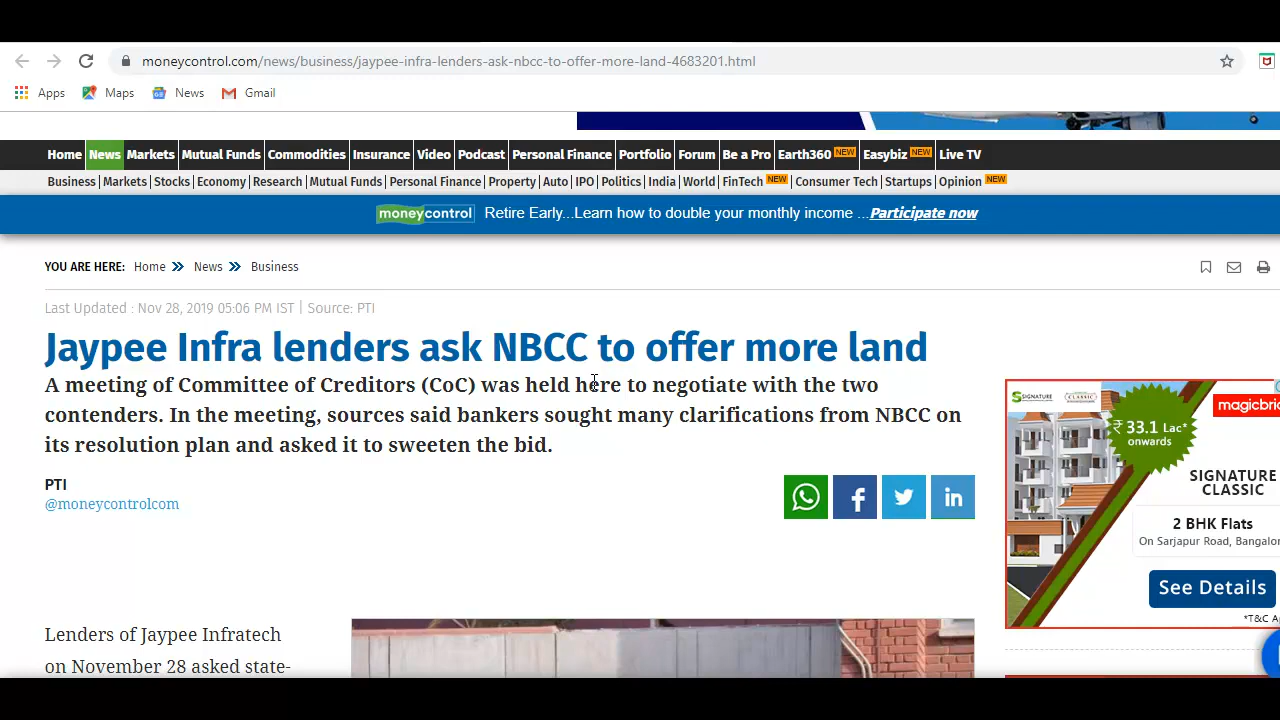 moneycontrol.com/news/business/jaypee-infra-lenders-ask-nbcc-to-offer-more-land-4683201.html
Apps Maps News Gmail
Home News Markets Mutual Funds Commodities Insurance Video Podcast Personal Finance Portfolio Forum Be a Pro Earth360 NEW Easybiz NEW Live TV
Business | Markets | Stocks | Economy | Research | Mutual Funds | Personal Finance | Property | Auto | IPO | Politics | India | World | FinTech NEW | Consumer Tech | Startups | Opinion NEW
moneycontrol Retire Early...Learn how to double your monthly income ... Participate now
YOU ARE HERE: Home News Business
Last Updated : Nov 28, 2019 05:06 PM IST | Source: PTI
Jaypee Infra lenders ask NBCC to offer more land
A meeting of Committee of Creditors (CoC) was held here to negotiate with the two
contenders. In the meeting, sources said bankers sought many clarifications from NBCC on
its resolution plan and asked it to sweeten the bid.
PTI
@moneycontrolcom
Lenders of Jaypee Infratech
on November 28 asked state-
SIGNATURE
CLASSIC
₹ 33.1 Lac*
onwards
SIGNATURE
CLASSIC
2 BHK Flats
On Sarjapur Road,
See Details